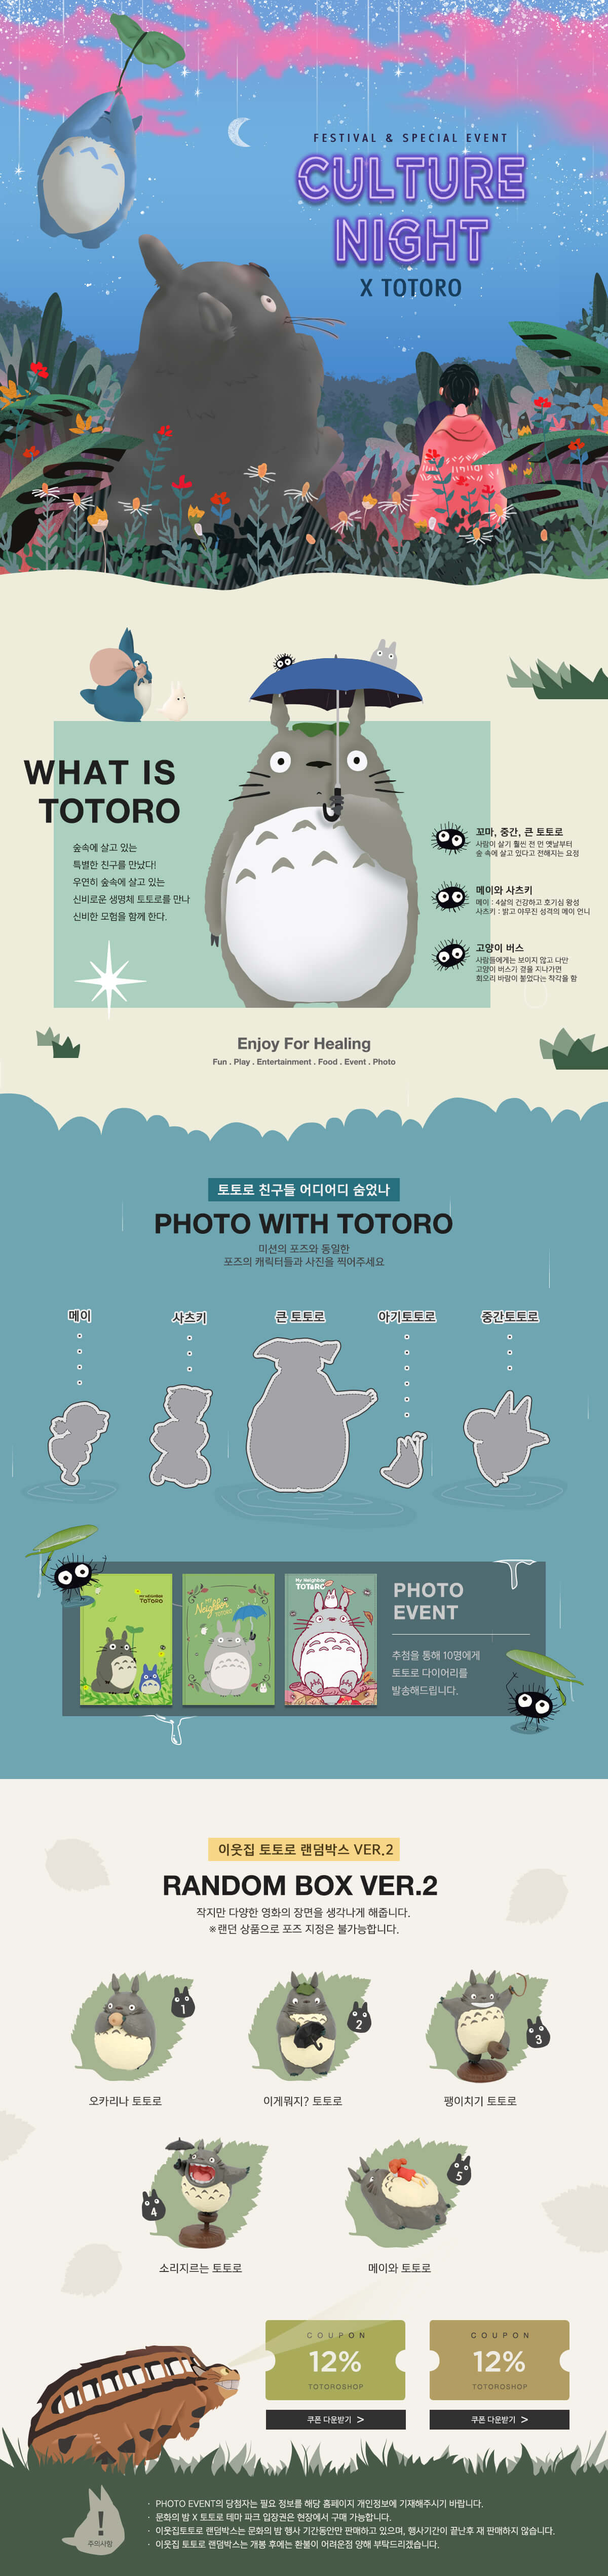 FESTIVAL & SPECIAL EVENT
CULTURE
NIGHT
X TOTORO
WHAT IS
TOTORO
숲속에 살고 있는
특별한 친구를 만났다!
우연히 숲속에 살고 있는
신비로운 생명체 토토로를 만나
신비한 모험을 함께 한다.
꼬마, 중간, 큰 토토로
사람이 살기 훨씬 전 먼 옛날부터
숲 속에 살고 있다고 전해지는 요정
메이와 사츠키
메이 : 4살의 건강하고 호기심 왕성
사츠키 : 밝고 야무진 성격의 메이 언니
고양이 버스
사람들에게는 보이지 않고 다만
고양이 버스가 곁을 지나가면
회오리 바람이 불었다는 착각을 함
Enjoy For Healing
Fun . Play . Entertainment . Food . Event . Photo
토토로 친구들 어디어디 숨었나
PHOTO WITH TOTORO
미션의 포즈와 동일한
포즈의 캐릭터들과 사진을 찍어주세요
메이
사츠키
큰 토토로
아기토토로
중간토토로
MY NEIGHBOR
TOTORO
MY
Neighbor
TOTORO
My Neighbor
TOTORO
PHOTO
EVENT
추첨을 통해 10명에게
토토로 다이어리를
발송해드립니다.
이웃집 토토로 랜덤박스 VER.2
RANDOM BOX VER.2
작지만 다양한 영화의 장면을 생각나게 해줍니다.
※랜던 상품으로 포즈 지정은 불가능합니다.
1
2
3
오카리나 토토로
이게뭐지? 토토로
팽이치기 토토로
4
5
소리지르는 토토로
메이와 토토로
COUPON
12%
TOTOROSHOP
쿠폰 다운받기 >
COUPON
12%
TOTOROSHOP
쿠폰 다운받기 >
!
주의사항
· PHOTO EVENT의 당첨자는 필요 정보를 해당 홈페이지 개인정보에 기재해주시기 바랍니다.
· 문화의 밤 X 토토로 테마 파크 입장권은 현장에서 구매 가능합니다.
· 이웃집토토로 랜덤박스는 문화의 밤 행사 기간동안만 판매하고 있으며, 행사기간이 끝난후 재 판매하지 않습니다.
· 이웃집 토토로 랜덤박스는 개봉 후에는 환불이 어려운점 양해 부탁드리겠습니다.